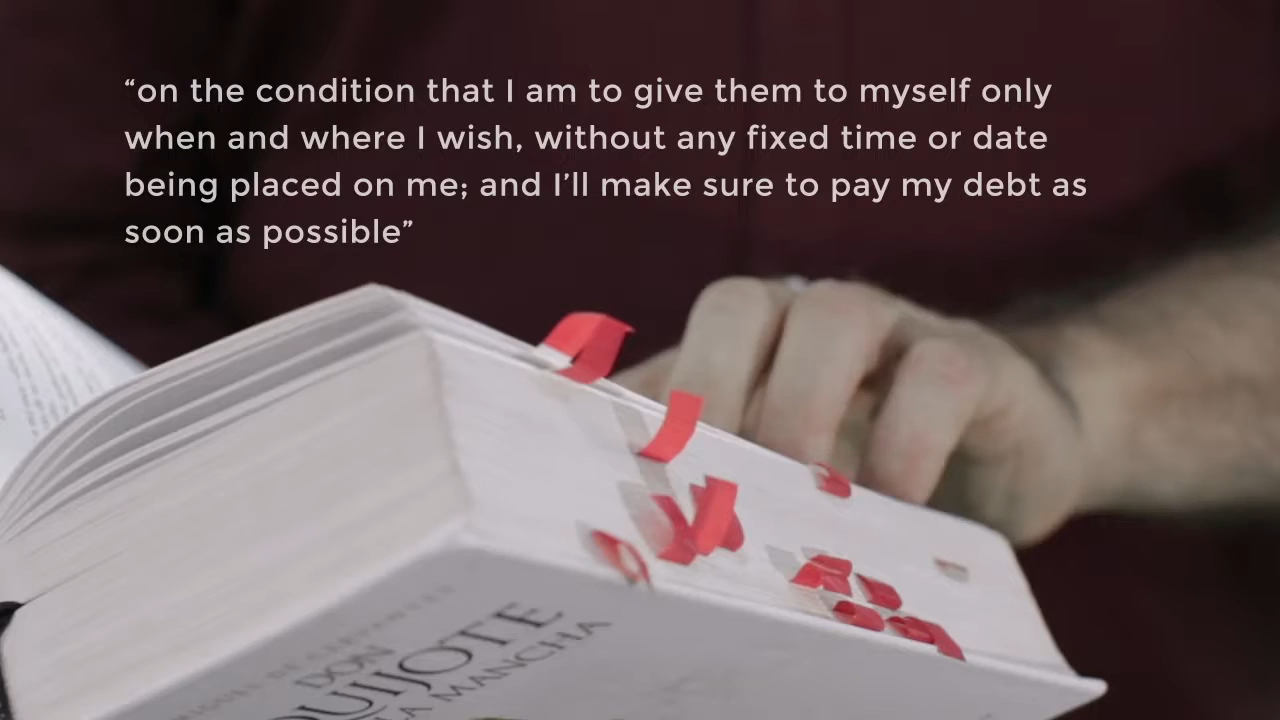 “on the condition that I am to give them to myself only
when and where I wish, without any fixed time or date
being placed on me; and I’ll make sure to pay my debt as
soon as possible”
DON
QUIJOTE
LA MANCHA